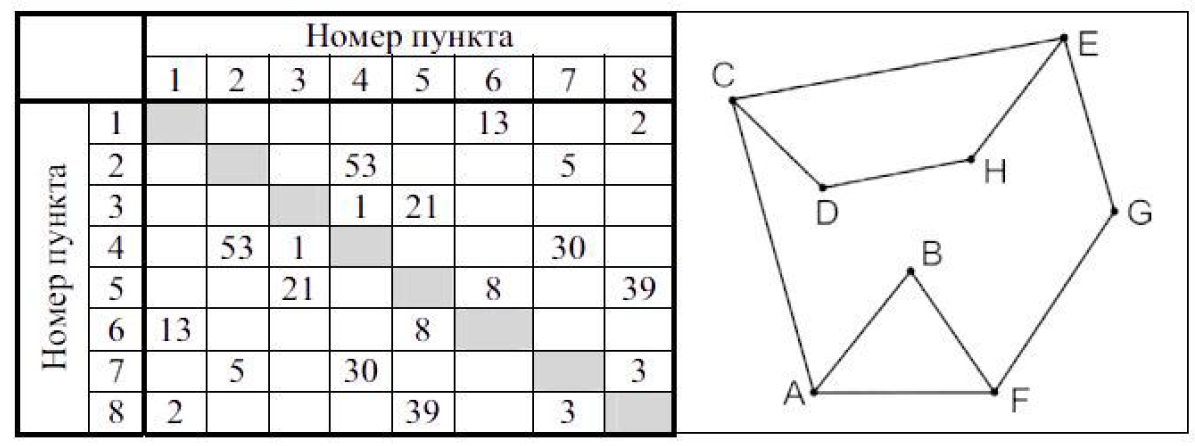 Номер пункта
1 2 3 4 5 6 7 8
Номер пункта
1 13 2
2 53 5
3 1 21
4 53 1 30
5 21 8 39
6 13 8
7 5 30 3
8 2 39 3
E
C
H
D
G
B
A
F